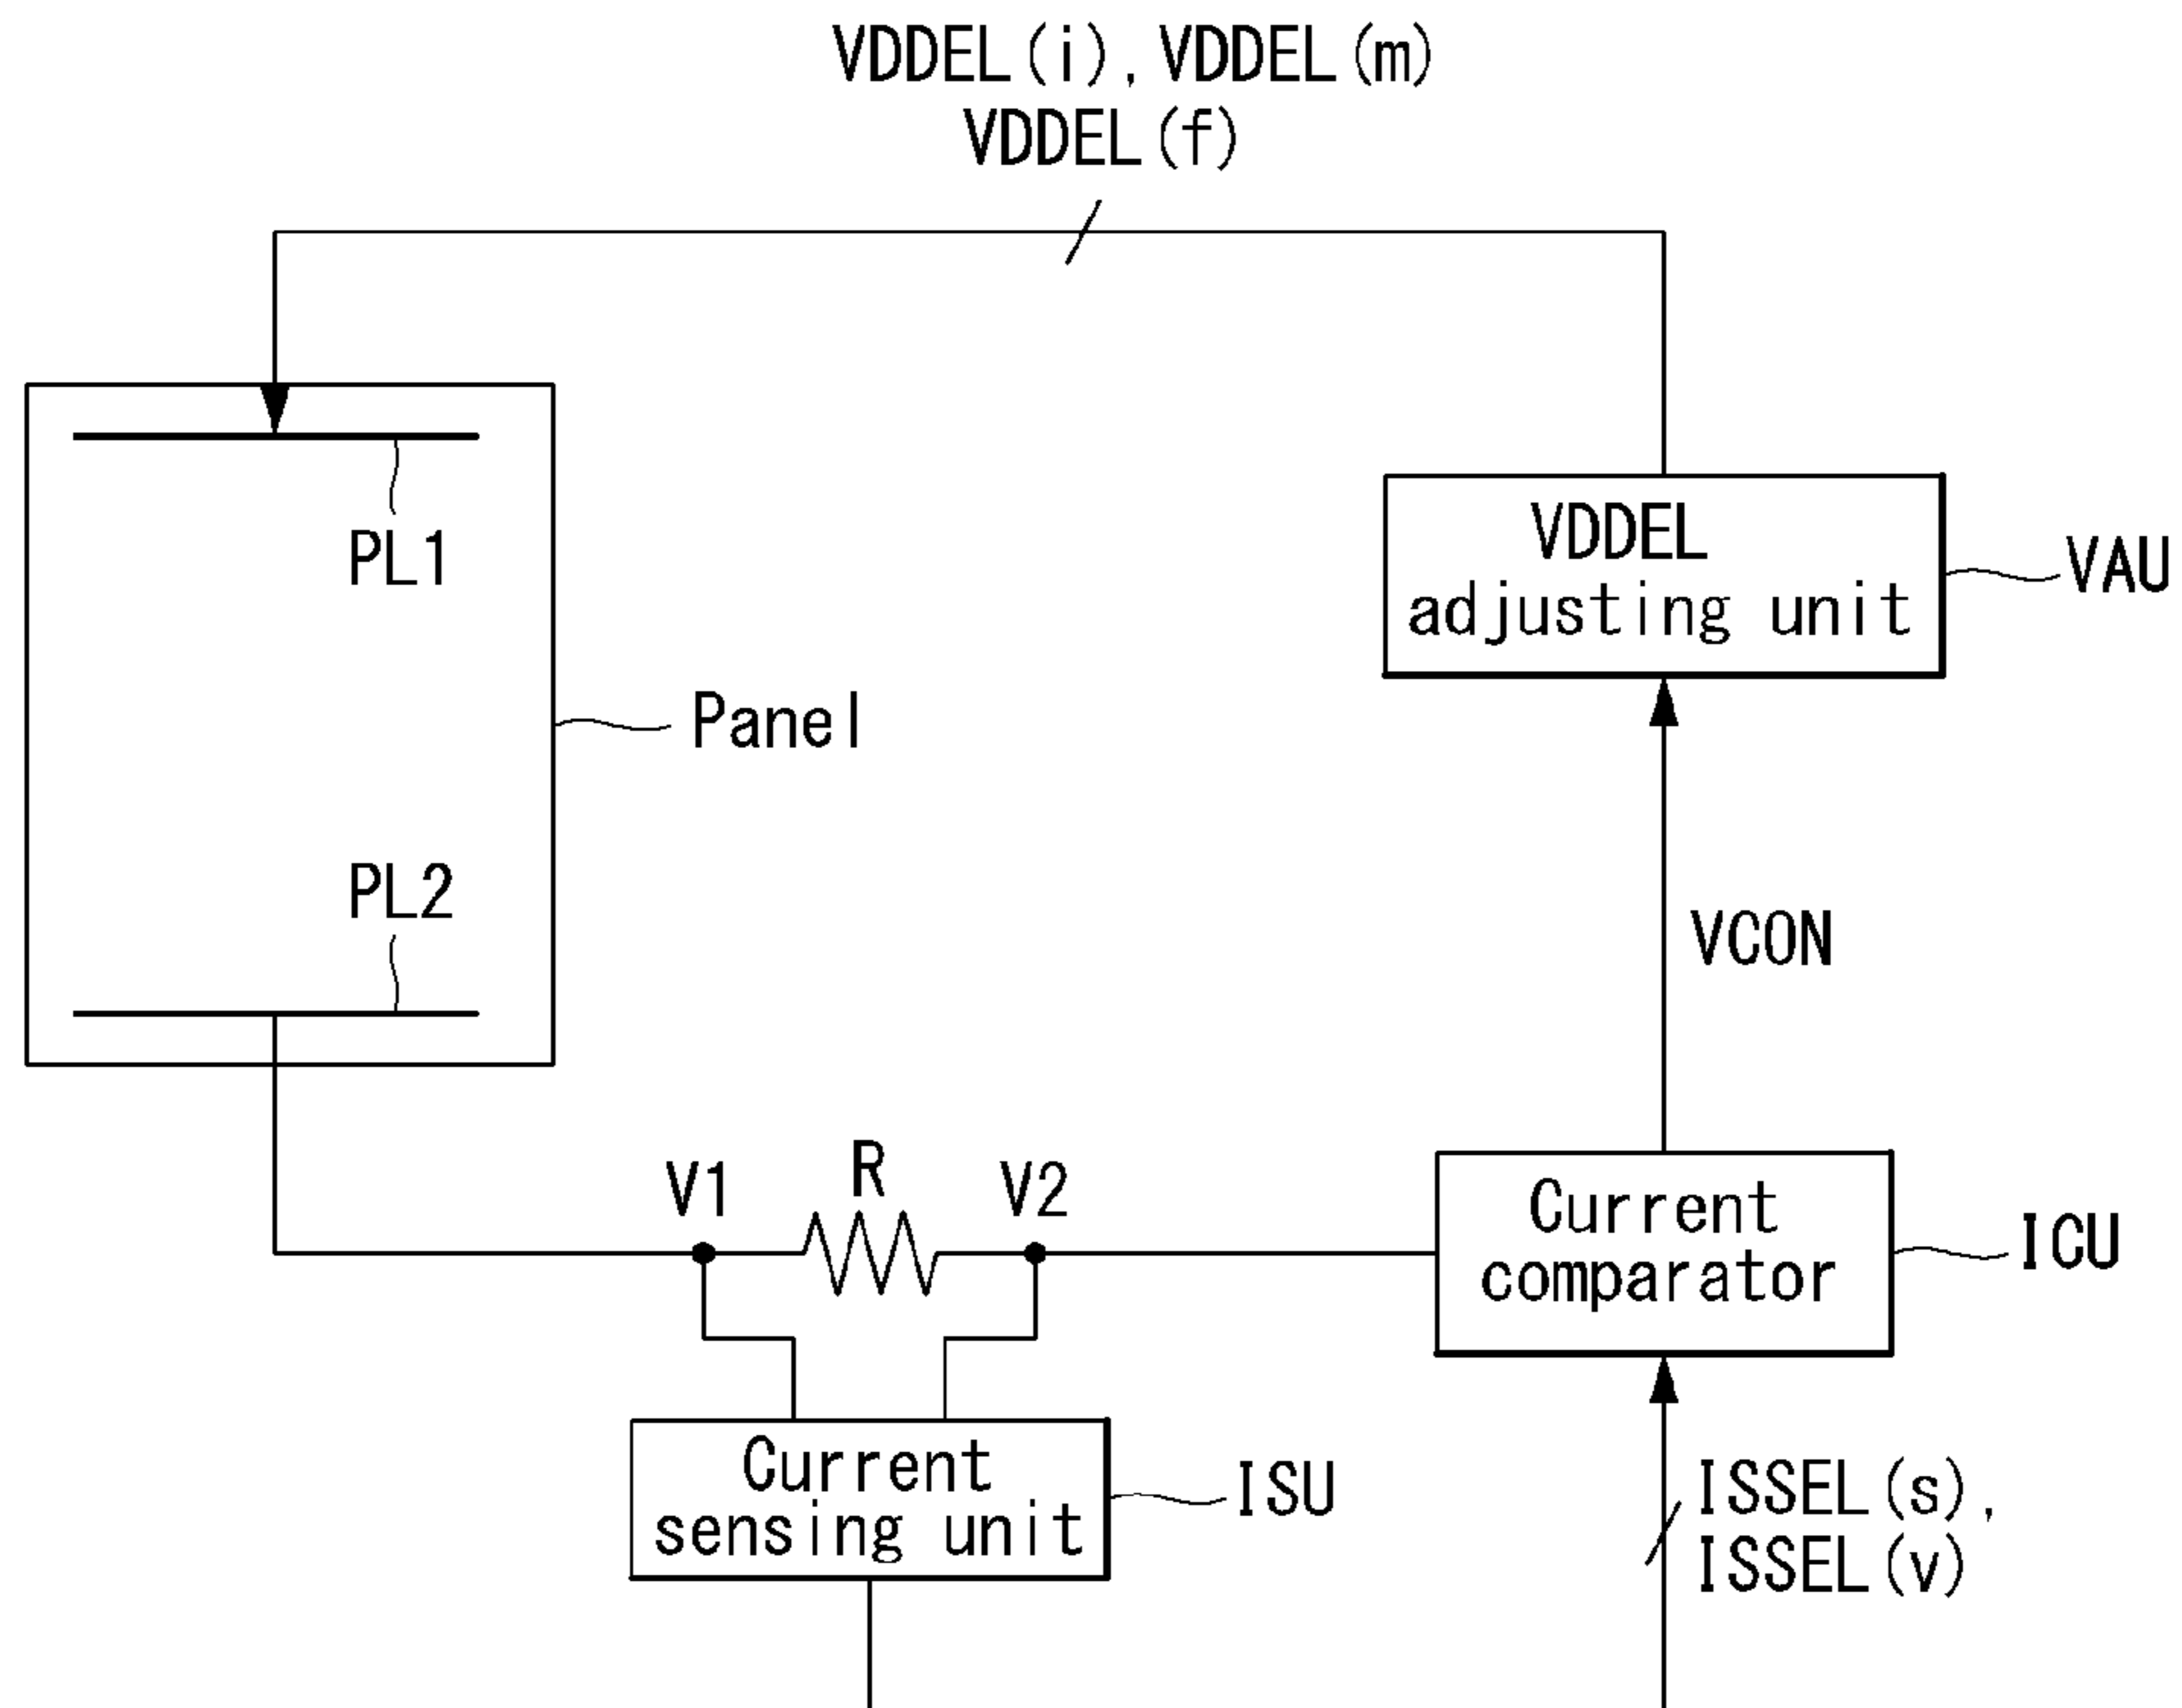 VDDEL(i), VDDEL(m)
VDDEL(f)
PL1
VDDEL
adjusting unit
VAU
Panel
PL2
VCON
V1
R
V2
Current
comparator
ICU
Current
sensing unit
ISU
ISSEL(s),
ISSEL(v)